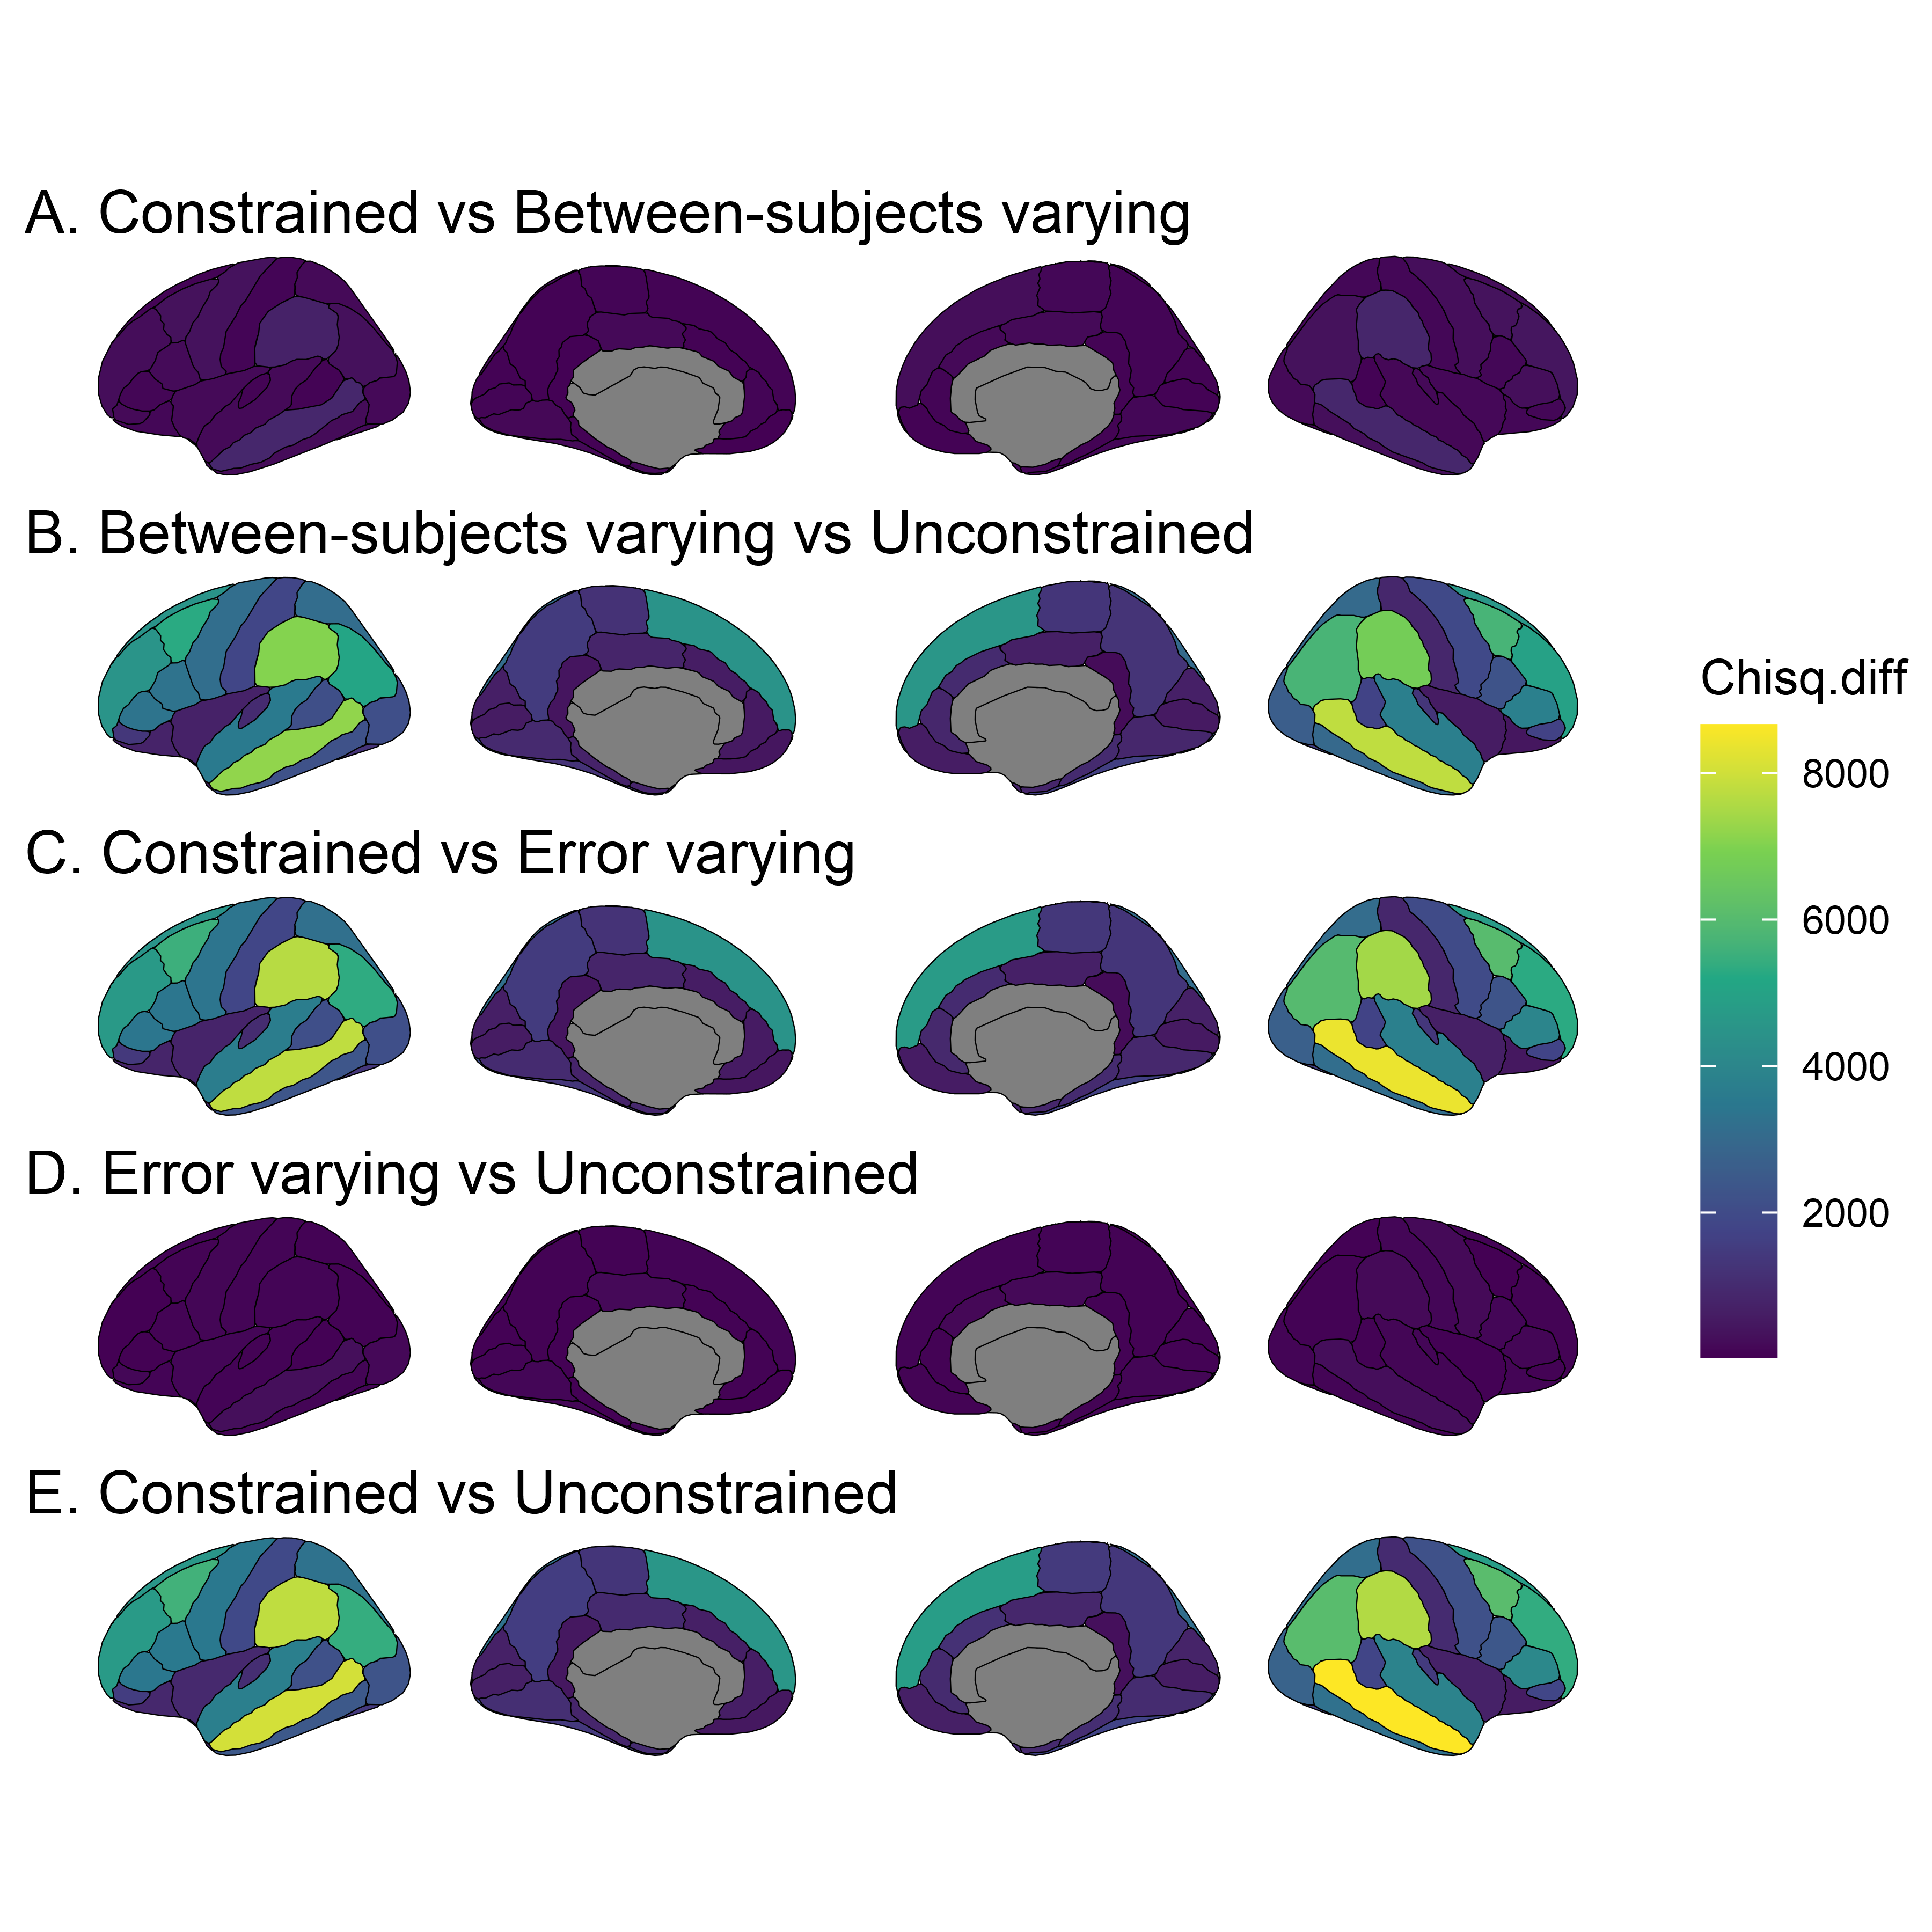 A. Constrained vs Between-subjects varying
B. Between-subjects varying vs Unconstrained
C. Constrained vs Error varying
D. Error varying vs Unconstrained
E. Constrained vs Unconstrained
Chisq.diff
8000
6000
4000
2000